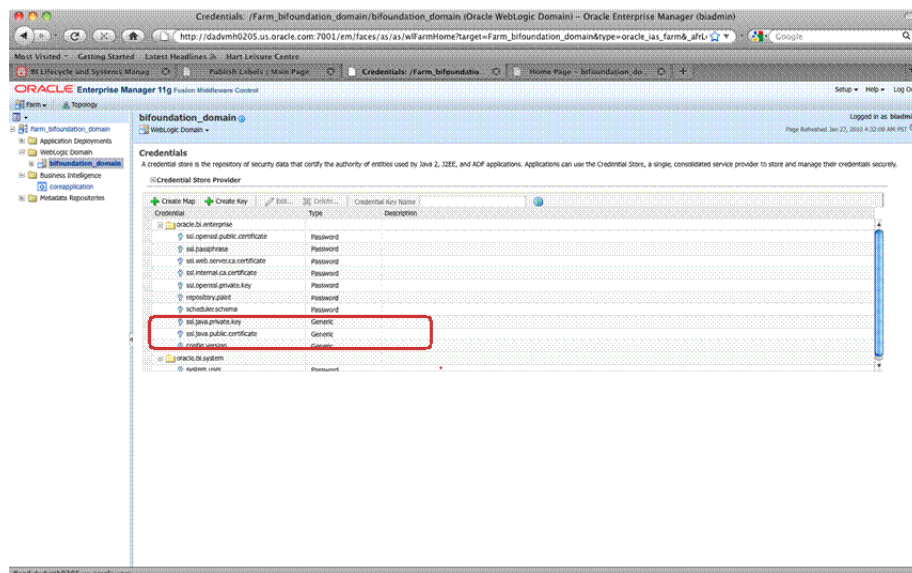 Credentials: /Farm_bifoundation_domain/bifoundation_domain (Oracle WebLogic Domain) – Oracle Enterprise Manager (biadmin)
http://dadvmh0205.us.oracle.com:7001/em/faces/as/as/wlFarmHome?target=Farm_bifoundation_domain&type=oracle_ias_farm&_afrL
Google
Most Visited Getting Started Latest Headlines Hart Leisure Centre
BI Lifecycle and Systems Manag Publish Labels | Main Page Credentials: /Farm_bifoundatio... Home Page – bifoundation_do...
ORACLE Enterprise Manager 11g Fusion Middleware Control
Setup Help Log O
Farm Topology
Farm_bifoundation_domain
Application Deployments
WebLogic Domain
bifoundation_domain
Business Intelligence
coreapplication
Metadata Repositories
bifoundation_domain
Logged in as biadmi
WebLogic Domain
Page Refreshed Jan 27, 2010 4:32:00 AM PST
Credentials
A credential store is the repository of security data that certify the authority of entities used by Java 2, J2EE, and ADF applications. Applications can use the Credential Store, a single, consolidated service provider to store and manage their credentials securely.
Credential Store Provider
Create Map Create Key Edit... Delete... Credential Key Name
Credential Type Description
oracle.bi.enterprise
ssl.openssl.public.certificate Password
ssl.passphrase Password
ssl.web.server.ca.certificate Password
ssl.internal.ca.certificate Password
ssl.openssl.private.key Password
repository.paint Password
scheduler.schema Password
ssl.java.private.key Generic
ssl.java.public.certificate Generic
config.version Generic
oracle.bi.system
system.user Password